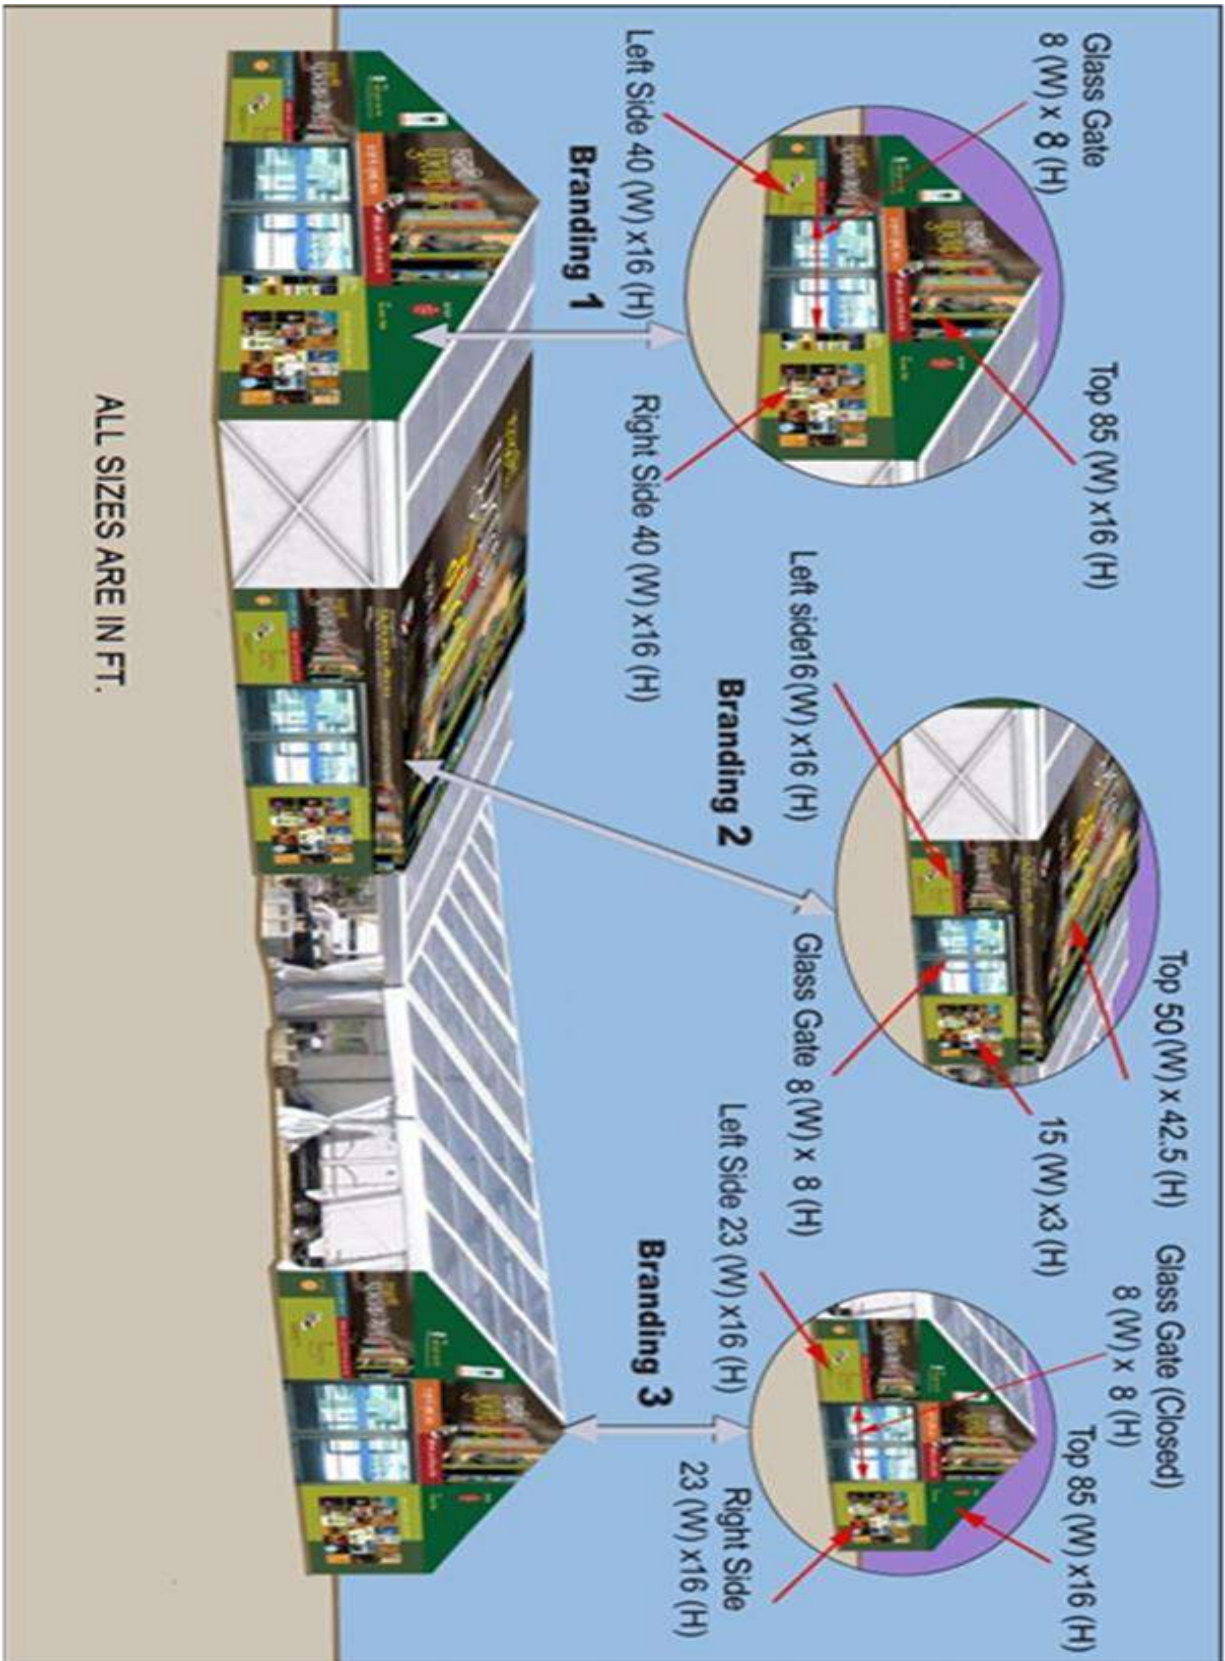 Glass Gate
8 (W) x 8 (H)
Top 85 (W) x16 (H)
Left Side 40 (W) x16 (H)
Right Side 40 (W) x16 (H)
Branding 1
Top 50 (W) x 42.5 (H)
Left side16 (W) x16 (H)
15 (W) x3 (H)
Glass Gate 8 (W) x 8 (H)
Branding 2
Glass Gate (Closed)
8 (W) x 8 (H)
Top 85 (W) x16 (H)
Left Side 23 (W) x16 (H)
Right Side
23 (W) x16 (H)
Branding 3
ALL SIZES ARE IN FT.